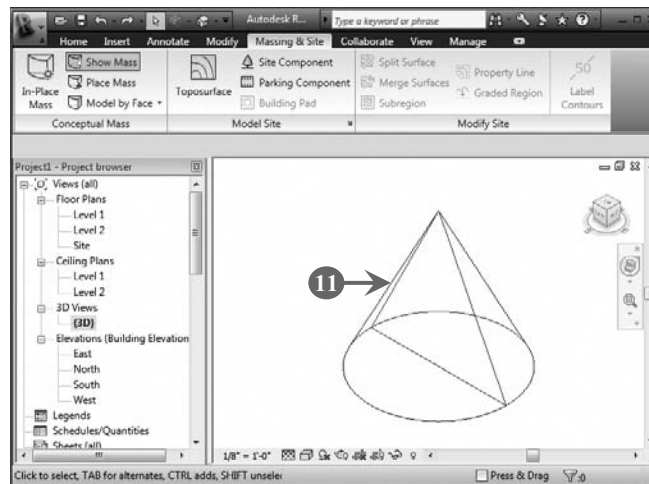 Autodesk R...
Type a keyword or phrase
Home Insert Annotate Modify Massing & Site Collaborate View Manage
In-Place Mass
Show Mass
Place Mass
Model by Face
Conceptual Mass
Toposurface
Site Component
Parking Component
Building Pad
Model Site
Split Surface
Merge Surfaces
Subregion
Property Line
Graded Region
50
Label Contours
Modify Site
Project1 - Project browser
Views (all)
Floor Plans
Level 1
Level 2
Site
Ceiling Plans
Level 1
Level 2
3D Views
{3D}
Elevations (Building Elevation
East
North
South
West
Legends
Schedules/Quantities
Sheets (all)
11
1/8" = 1'-0"
Click to select, TAB for alternates, CTRL adds, SHIFT unselec
Press & Drag
:0